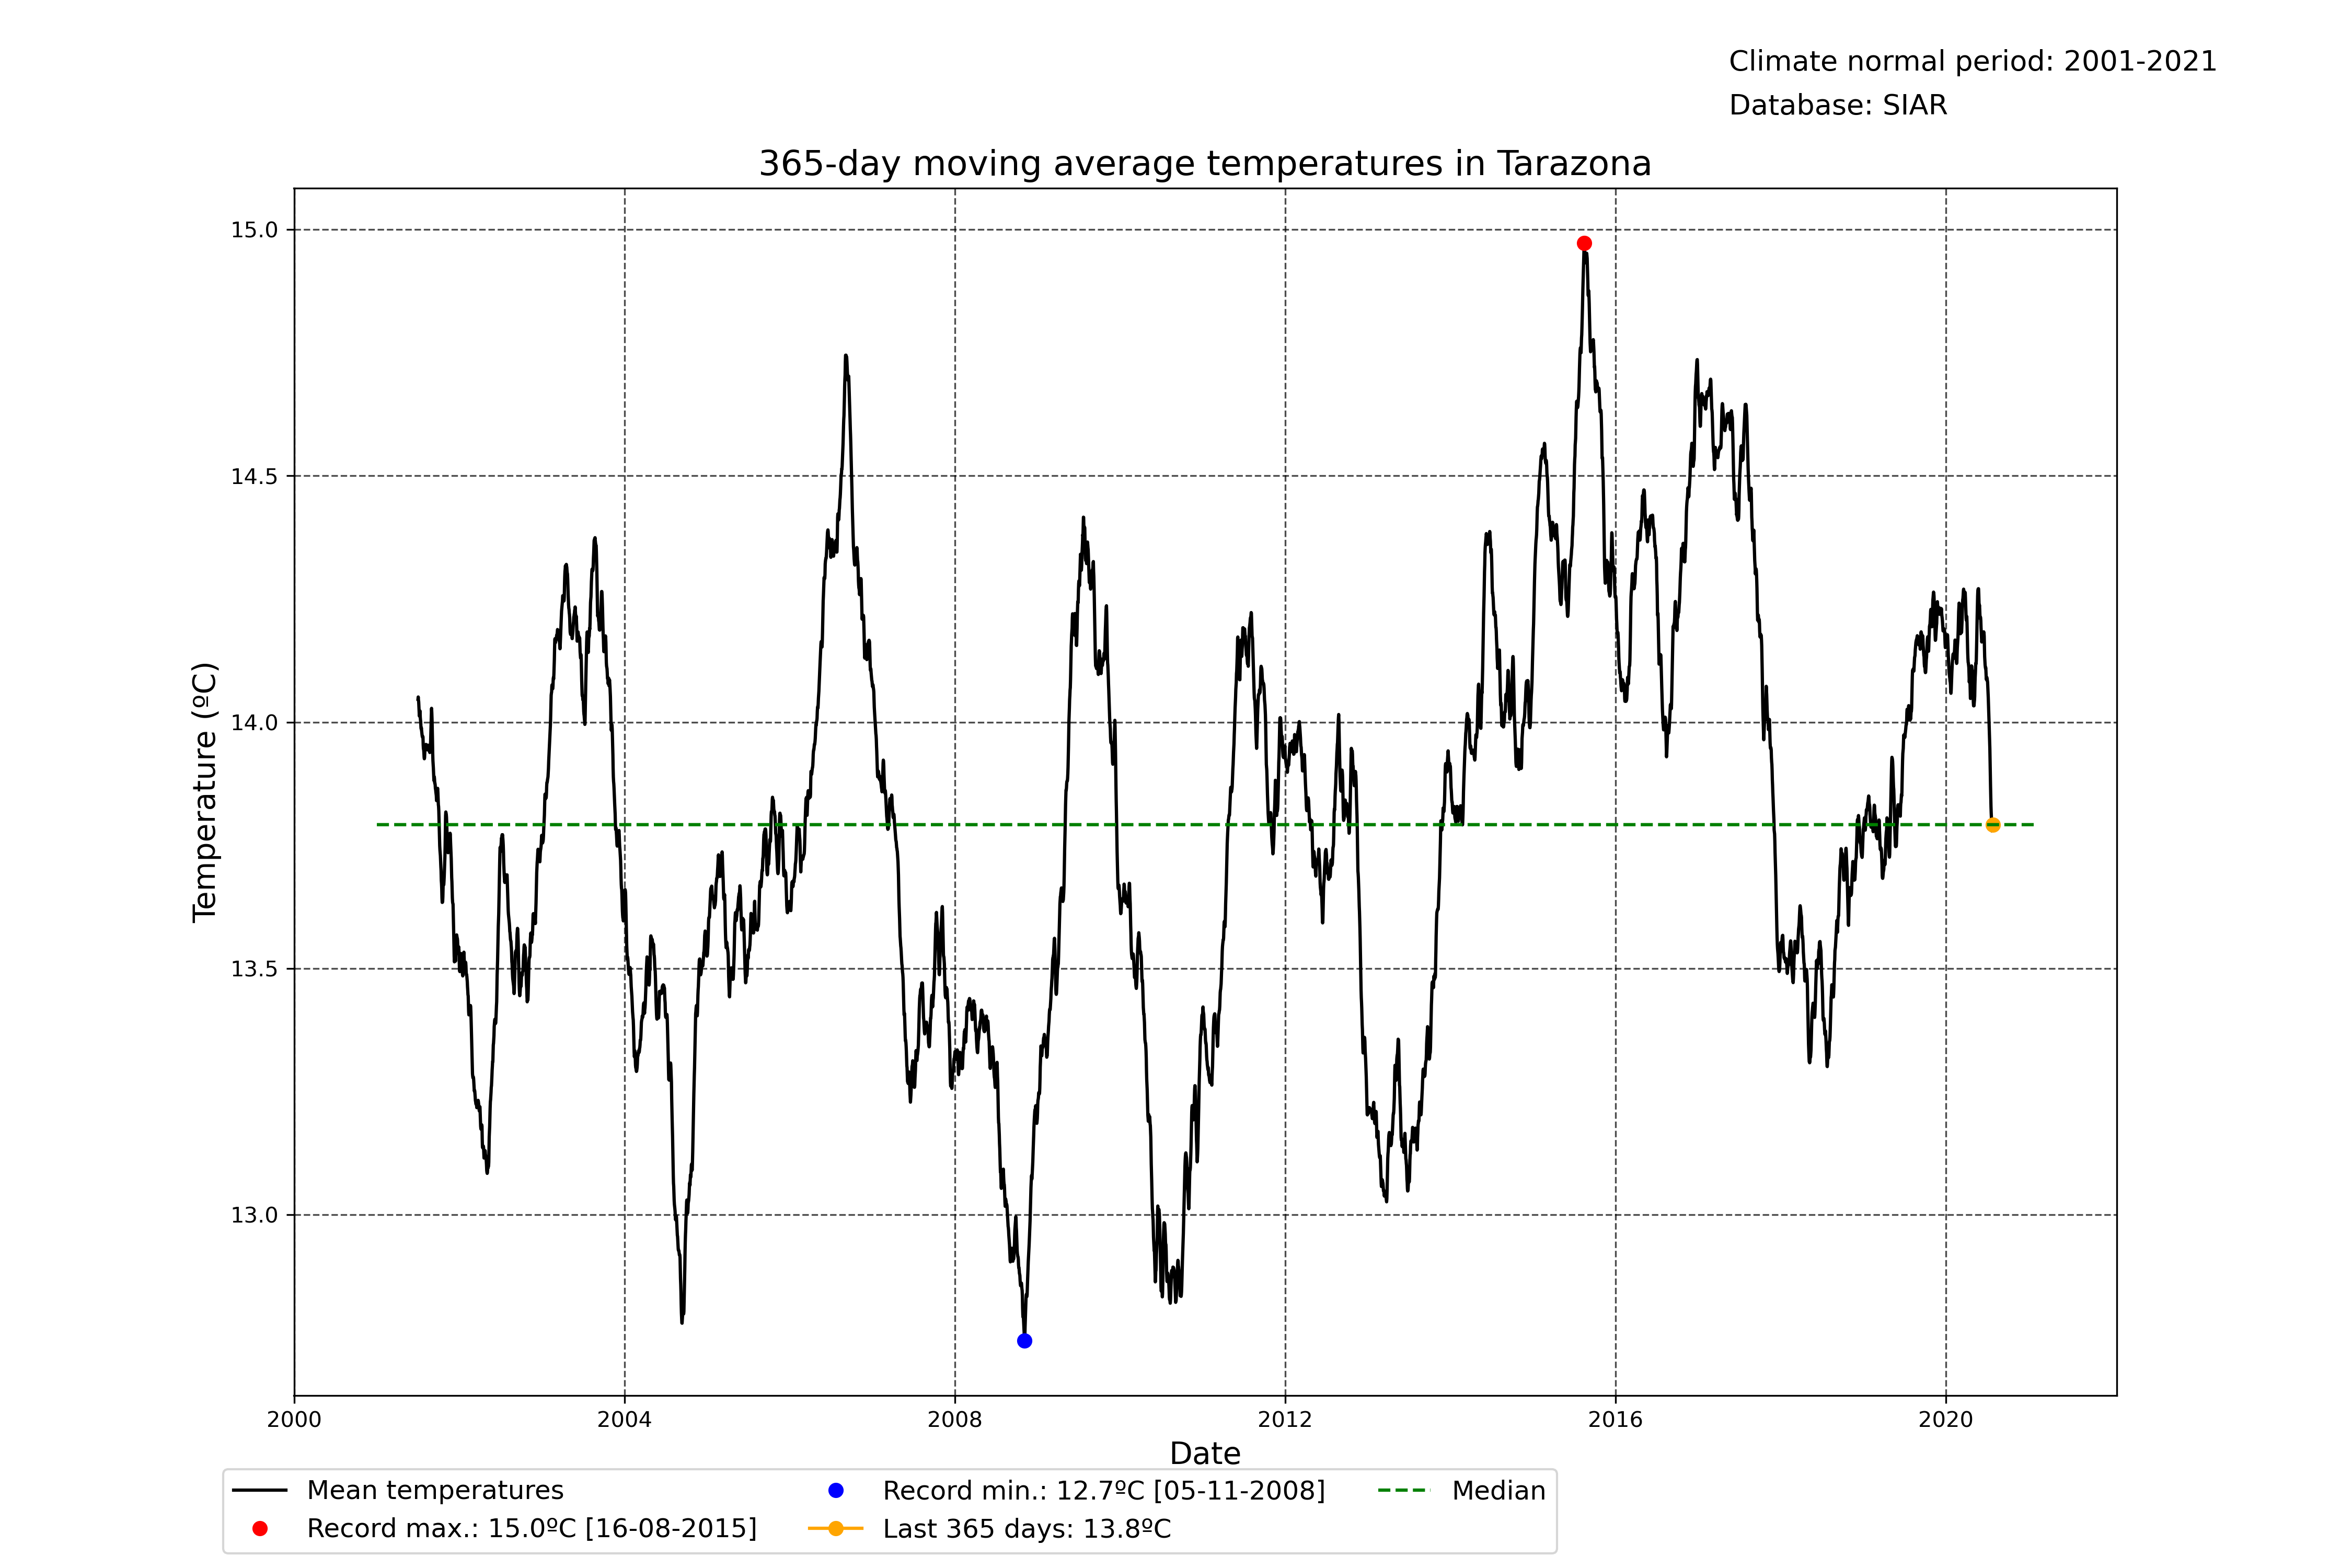 Climate normal period: 2001-2021
Database: SIAR
365-day moving average temperatures in Tarazona
15.0
14.5
14.0
13.5
13.0
Temperature (ºC)
2000 2004 2008 2012 2016 2020
Date
Mean temperatures
Record max.: 15.0ºC [16-08-2015]
Record min.: 12.7ºC [05-11-2008]
Last 365 days: 13.8ºC
Median